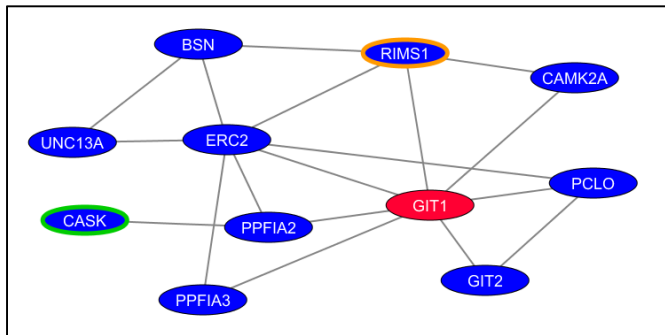 BSN
RIMS1
CAMK2A
UNC13A
ERC2
PCLO
GIT1
CASK
PPFIA2
GIT2
PPFIA3